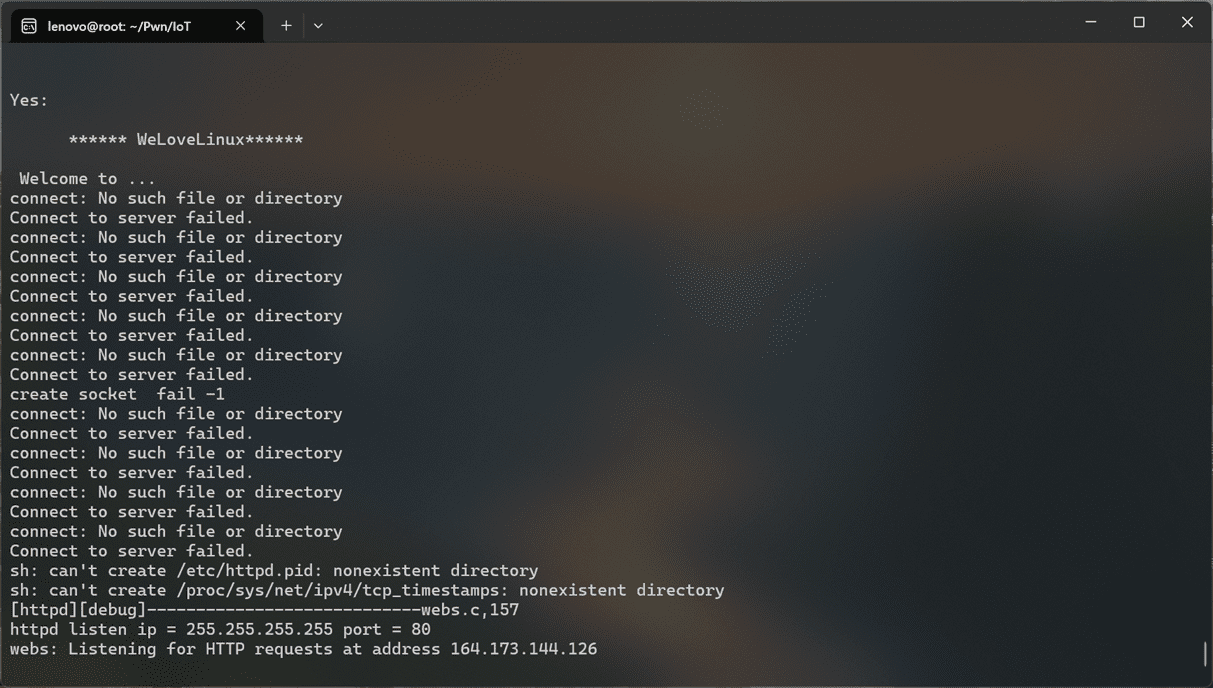 lenovo@root: ~/Pwn/IoT
Yes:
****** WeLoveLinux******
Welcome to ...
connect: No such file or directory
Connect to server failed.
connect: No such file or directory
Connect to server failed.
connect: No such file or directory
Connect to server failed.
connect: No such file or directory
Connect to server failed.
connect: No such file or directory
Connect to server failed.
create socket  fail -1
connect: No such file or directory
Connect to server failed.
connect: No such file or directory
Connect to server failed.
connect: No such file or directory
Connect to server failed.
connect: No such file or directory
Connect to server failed.
sh: can't create /etc/httpd.pid: nonexistent directory
sh: can't create /proc/sys/net/ipv4/tcp_timestamps: nonexistent directory
[httpd][debug]----------------------------webs.c,157
httpd listen ip = 255.255.255.255 port = 80
webs: Listening for HTTP requests at address 164.173.144.126